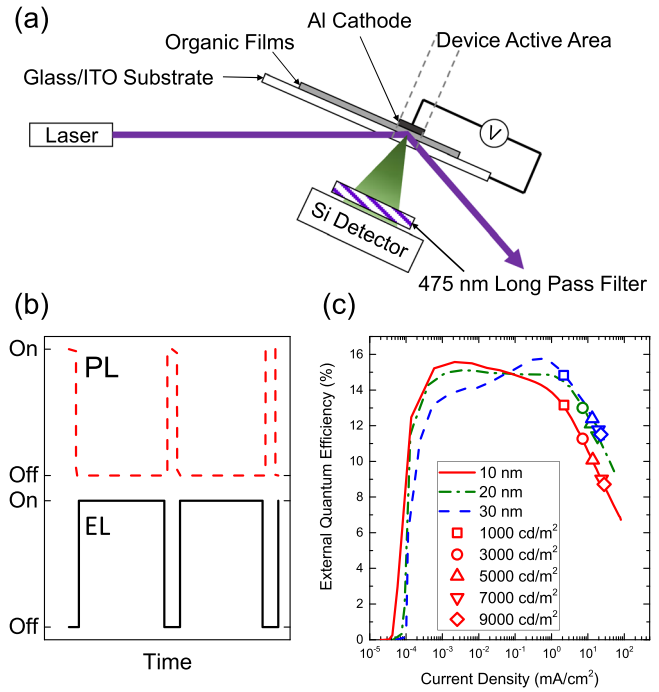 (a)
Al Cathode
Organic Films
Device Active Area
Glass/ITO Substrate
Laser
V
Si Detector
475 nm Long Pass Filter
(b)
On
PL
Off
On
EL
Off
Time
(c)
External Quantum Efficiency (%)
16
14
12
10
8
6
4
2
0
10 nm
20 nm
30 nm
1000 cd/m²
3000 cd/m²
5000 cd/m²
7000 cd/m²
9000 cd/m²
10⁻⁵ 10⁻⁴ 10⁻³ 10⁻² 10⁻¹ 10⁰ 10¹ 10²
Current Density (mA/cm²)